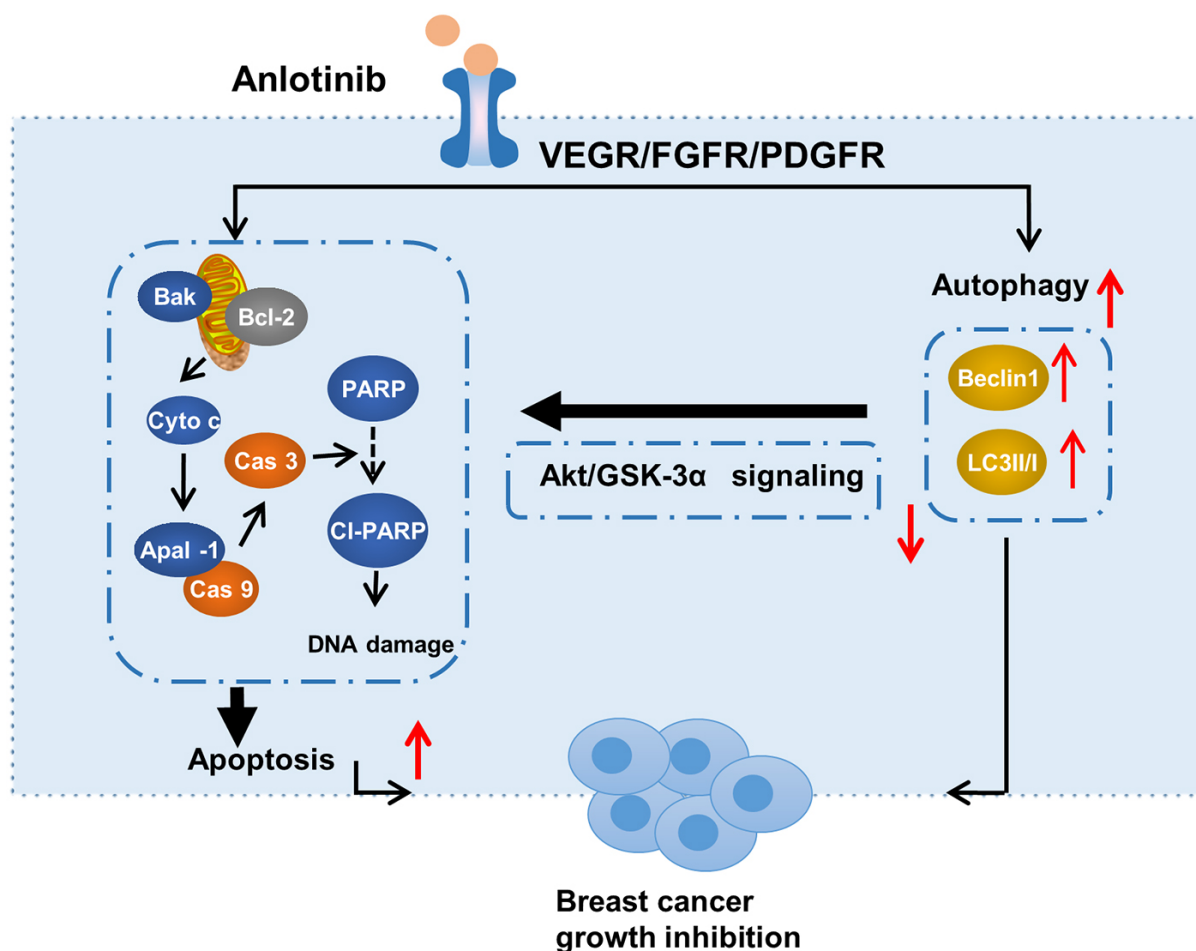 Anlotinib
VEGR/FGFR/PDGFR
Bak
Bcl-2
Cyto c
PARP
Cas 3
Apal -1
Cas 9
Cl-PARP
DNA damage
Apoptosis
Akt/GSK-3α signaling
Autophagy
Beclin1
LC3II/I
Breast cancer
growth inhibition